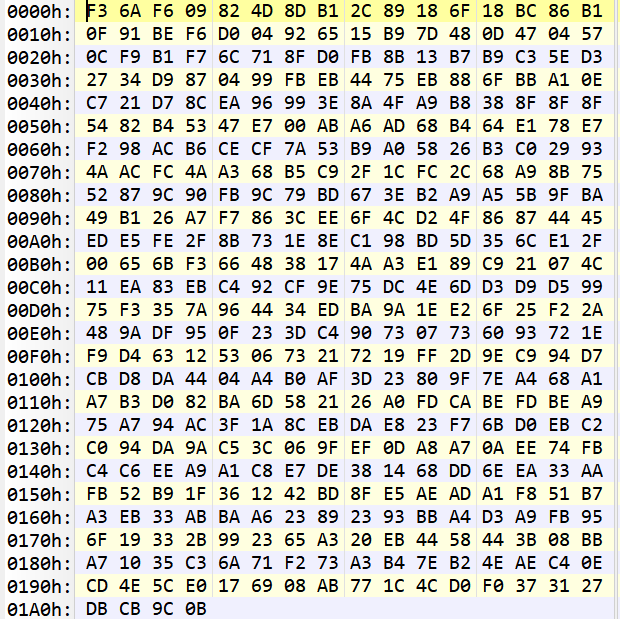 0000h: F3 6A F6 09 82 4D 8D B1 2C 89 18 6F 18 BC 86 B1
0010h: 0F 91 BE F6 D0 04 92 65 15 B9 7D 48 0D 47 04 57
0020h: 0C F9 B1 F7 6C 71 8F D0 FB 8B 13 B7 B9 C3 5E D3
0030h: 27 34 D9 87 04 99 FB EB 44 75 EB 88 6F BB A1 0E
0040h: C7 21 D7 8C EA 96 99 3E 8A 4F A9 B8 38 8F 8F 8F
0050h: 54 82 B4 53 47 E7 00 AB A6 AD 68 B4 64 E1 78 E7
0060h: F2 98 AC B6 CE CF 7A 53 B9 A0 58 26 B3 C0 29 93
0070h: 4A AC FC 4A A3 68 B5 C9 2F 1C FC 2C 68 A9 8B 75
0080h: 52 87 9C 90 FB 9C 79 BD 67 3E B2 A9 A5 5B 9F BA
0090h: 49 B1 26 A7 F7 86 3C EE 6F 4C D2 4F 86 87 44 45
00A0h: ED E5 FE 2F 8B 73 1E 8E C1 98 BD 5D 35 6C E1 2F
00B0h: 00 65 6B F3 66 48 38 17 4A A3 E1 89 C9 21 07 4C
00C0h: 11 EA 83 EB C4 92 CF 9E 75 DC 4E 6D D3 D9 D5 99
00D0h: 75 F3 35 7A 96 44 34 ED BA 9A 1E E2 6F 25 F2 2A
00E0h: 48 9A DF 95 0F 23 3D C4 90 73 07 73 60 93 72 1E
00F0h: F9 D4 63 12 53 06 73 21 72 19 FF 2D 9E C9 94 D7
0100h: CB D8 DA 44 04 A4 B0 AF 3D 23 80 9F 7E A4 68 A1
0110h: A7 B3 D0 82 BA 6D 58 21 26 A0 FD CA BE FD BE A9
0120h: 75 A7 94 AC 3F 1A 8C EB DA E8 23 F7 6B D0 EB C2
0130h: C0 94 DA 9A C5 3C 06 9F EF 0D A8 A7 0A EE 74 FB
0140h: C4 C6 EE A9 A1 C8 E7 DE 38 14 68 DD 6E EA 33 AA
0150h: FB 52 B9 1F 36 12 42 BD 8F E5 AE AD A1 F8 51 B7
0160h: A3 EB 33 AB BA A6 23 89 23 93 BB A4 D3 A9 FB 95
0170h: 6F 19 33 2B 99 23 65 A3 20 EB 44 58 44 3B 08 BB
0180h: A7 10 35 C3 6A 71 F2 73 A3 B4 7E B2 4E AE C4 0E
0190h: CD 4E 5C E0 17 69 08 AB 77 1C 4C D0 F0 37 31 27
01A0h: DB CB 9C 0B